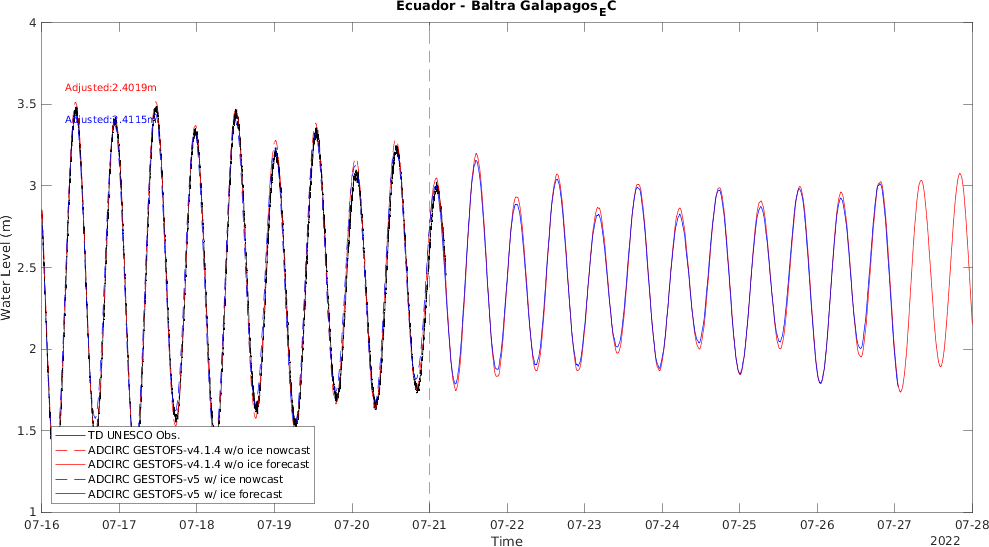 Ecuador - Baltra GalapagosEC
4
3.5
3
2.5
2
1.5
1
Water Level (m)
Adjusted:2.4019m
Adjusted:2.4115m
TD UNESCO Obs.
ADCIRC GESTOFS-v4.1.4 w/o ice nowcast
ADCIRC GESTOFS-v4.1.4 w/o ice forecast
ADCIRC GESTOFS-v5 w/ ice nowcast
ADCIRC GESTOFS-v5 w/ ice forecast
07-16 07-17 07-18 07-19 07-20 07-21 07-22 07-23 07-24 07-25 07-26 07-27 07-28
Time
2022